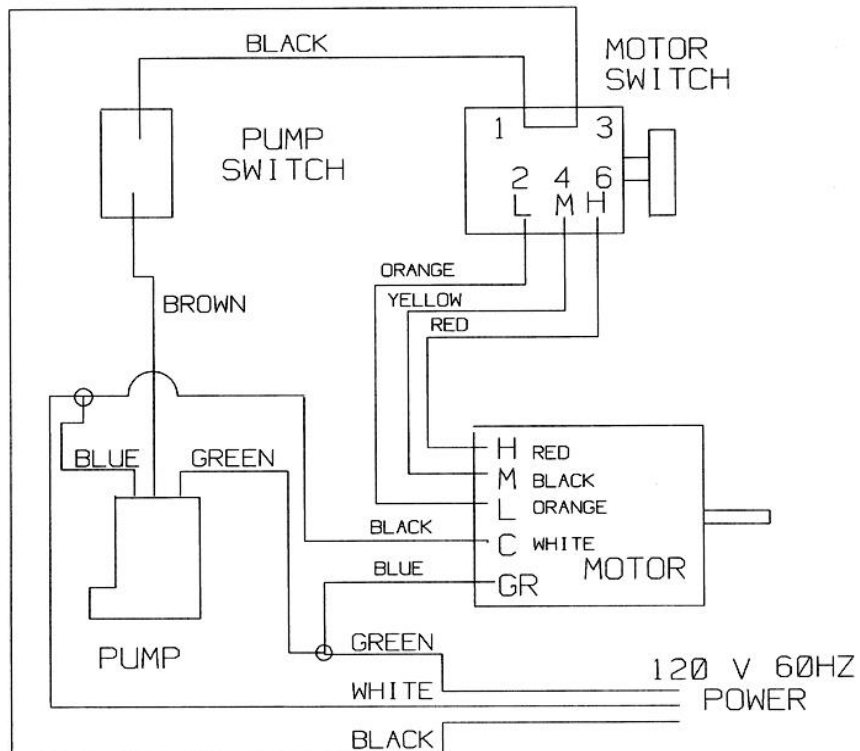 BLACK
MOTOR
SWITCH
1 3
PUMP
SWITCH
2 4 6
L M H
ORANGE
YELLOW
RED
BROWN
H RED
BLUE GREEN
M BLACK
L ORANGE
BLACK
C WHITE
BLUE
MOTOR
GR
PUMP
GREEN
120 V 60HZ
WHITE
POWER
BLACK